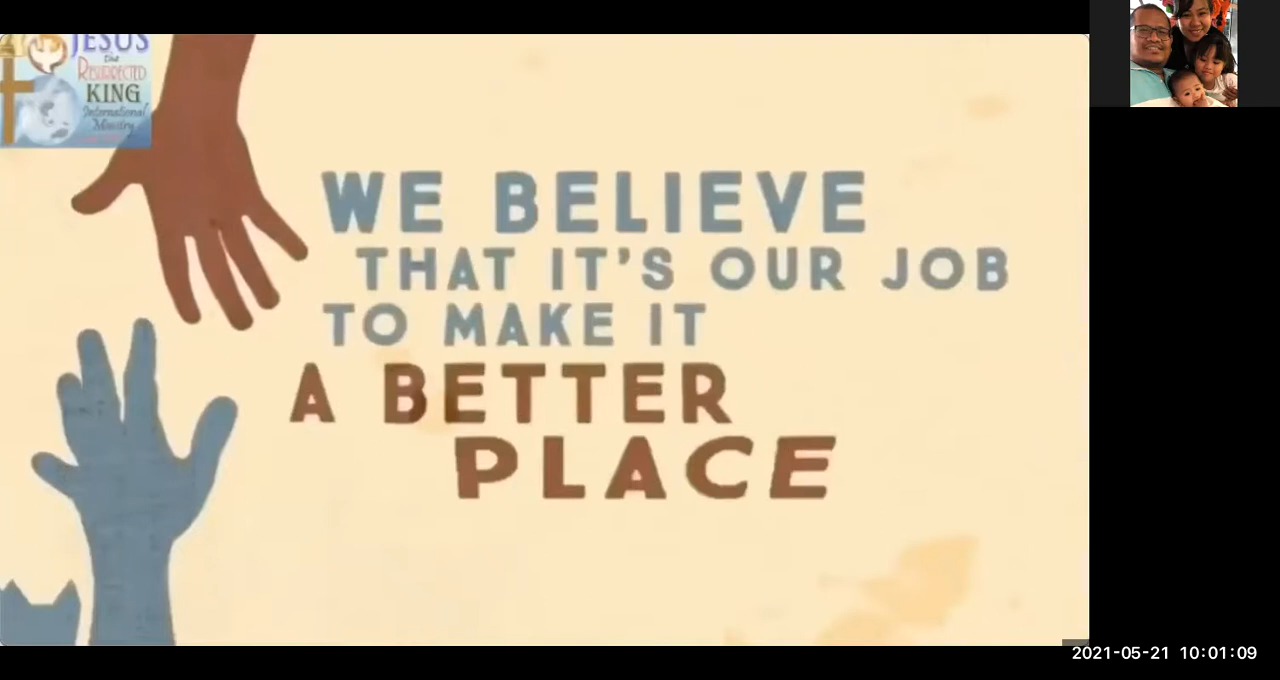 JESUS
the
RESURRECTED
KING
International
Ministry
WE BELIEVE
THAT IT'S OUR JOB
TO MAKE IT
A BETTER
PLACE
2021-05-21 10:01:09